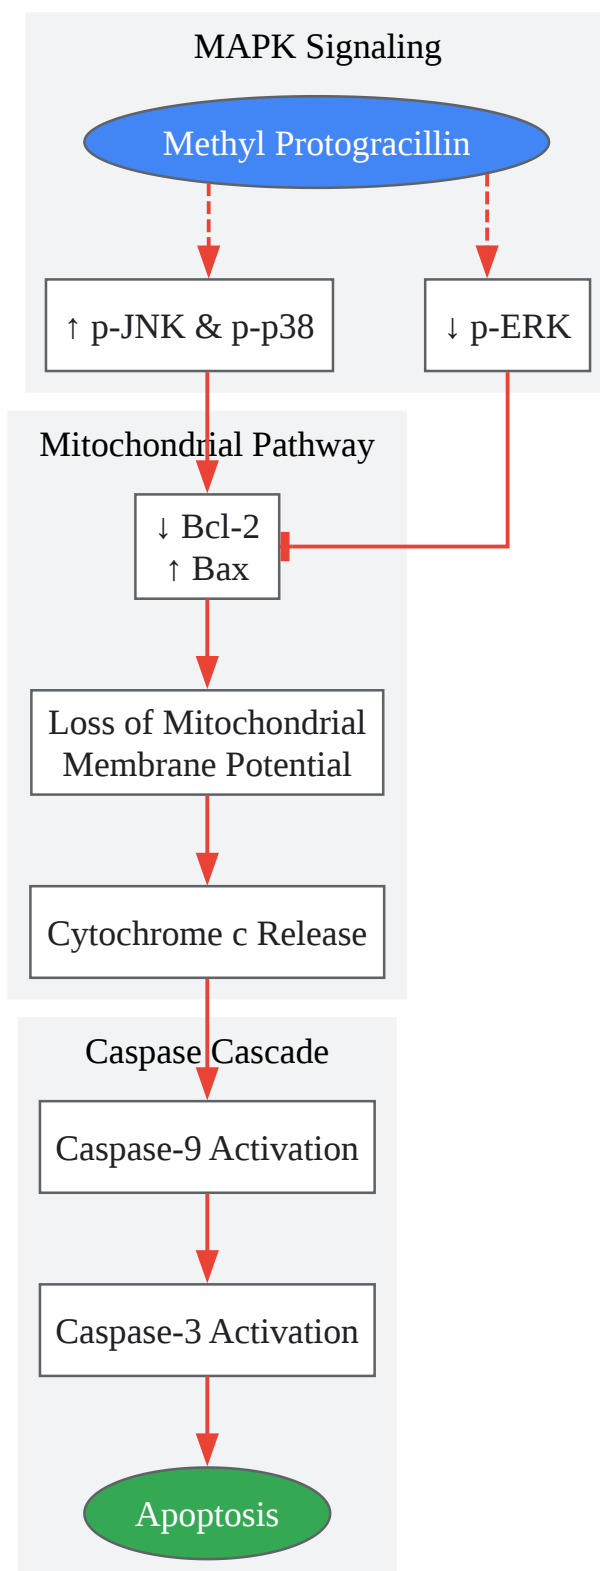 MAPK Signaling
Methyl Protogracillin
↑ p-JNK & p-p38
↓ p-ERK
Mitochondrial Pathway
↓ Bcl-2
↑ Bax
Loss of Mitochondrial
Membrane Potential
Cytochrome c Release
Caspase Cascade
Caspase-9 Activation
Caspase-3 Activation
Apoptosis